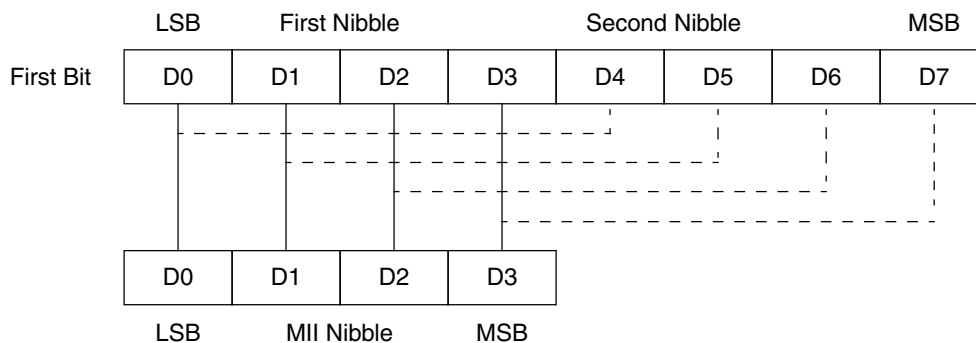 LSB First Nibble Second Nibble MSB
First Bit D0 D1 D2 D3 D4 D5 D6 D7
D0 D1 D2 D3
LSB MII Nibble MSB